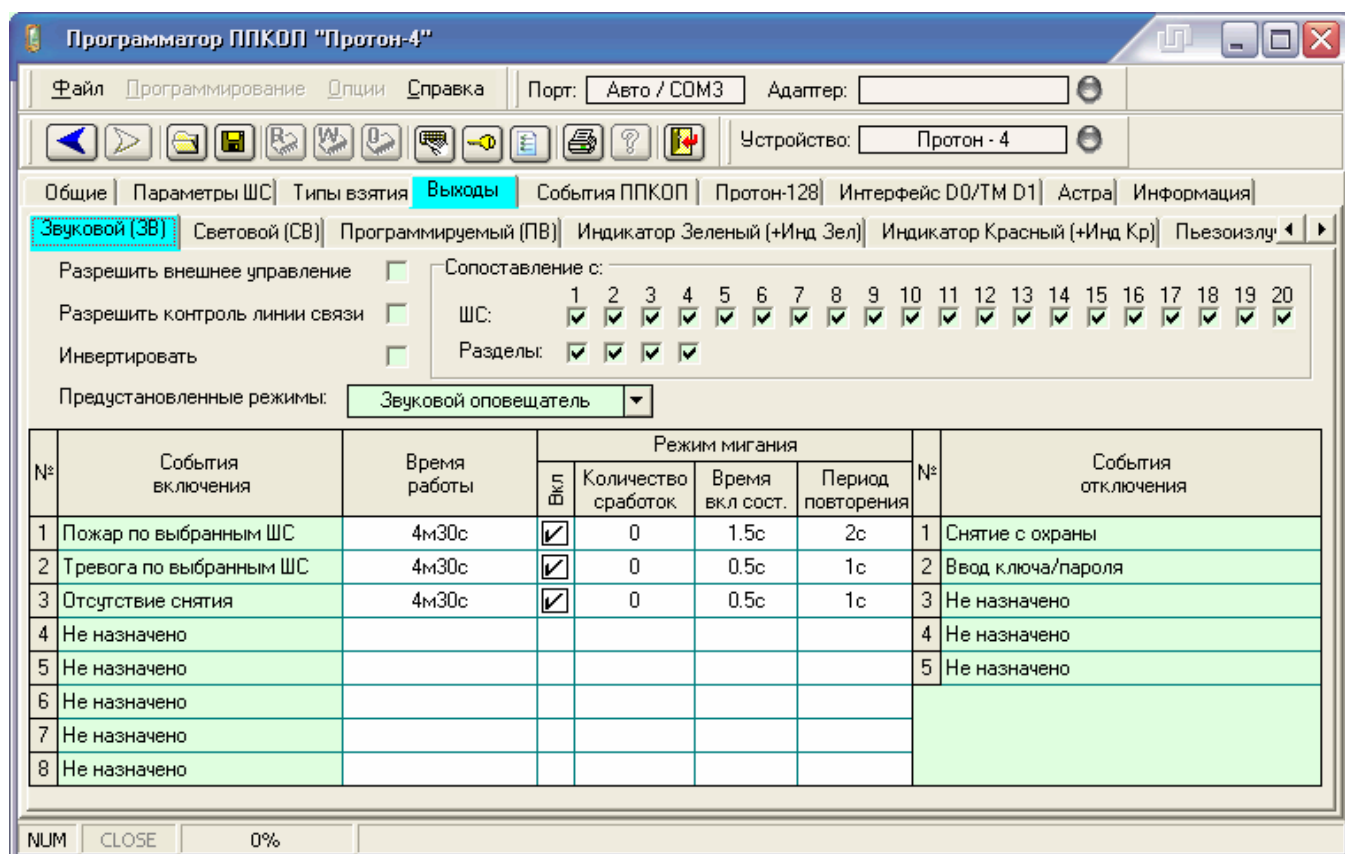 Программатор ППКОП "Протон-4"
Файл Программирование Опции Справка Порт: Авто / COM3 Адаптер:
Устройство: Протон - 4
Общие Параметры ШС Типы взятия Выходы События ППКОП Протон-128 Интерфейс D0/TM D1 Астра Информация
Звуковой (ЗВ) Световой (СВ) Программируемый (ПВ) Индикатор Зеленый (+Инд Зел) Индикатор Красный (+Инд Кр) Пьезоизлу
Разрешить внешнее управление
Сопоставление с:
1 2 3 4 5 6 7 8 9 10 11 12 13 14 15 16 17 18 19 20
Разрешить контроль линии связи
ШС:
Инвертировать
Разделы:
Предустановленные режимы: Звуковой оповещатель
№ События включения Время работы Режим мигания № События отключения
Вкл Количество сработок Время вкл сост. Период повторения
1 Пожар по выбранным ШС 4м30с 0 1.5с 2с 1 Снятие с охраны
2 Тревога по выбранным ШС 4м30с 0 0.5с 1с 2 Ввод ключа/пароля
3 Отсутствие снятия 4м30с 0 0.5с 1с 3 Не назначено
4 Не назначено 4 Не назначено
5 Не назначено 5 Не назначено
6 Не назначено
7 Не назначено
8 Не назначено
NUM CLOSE 0%